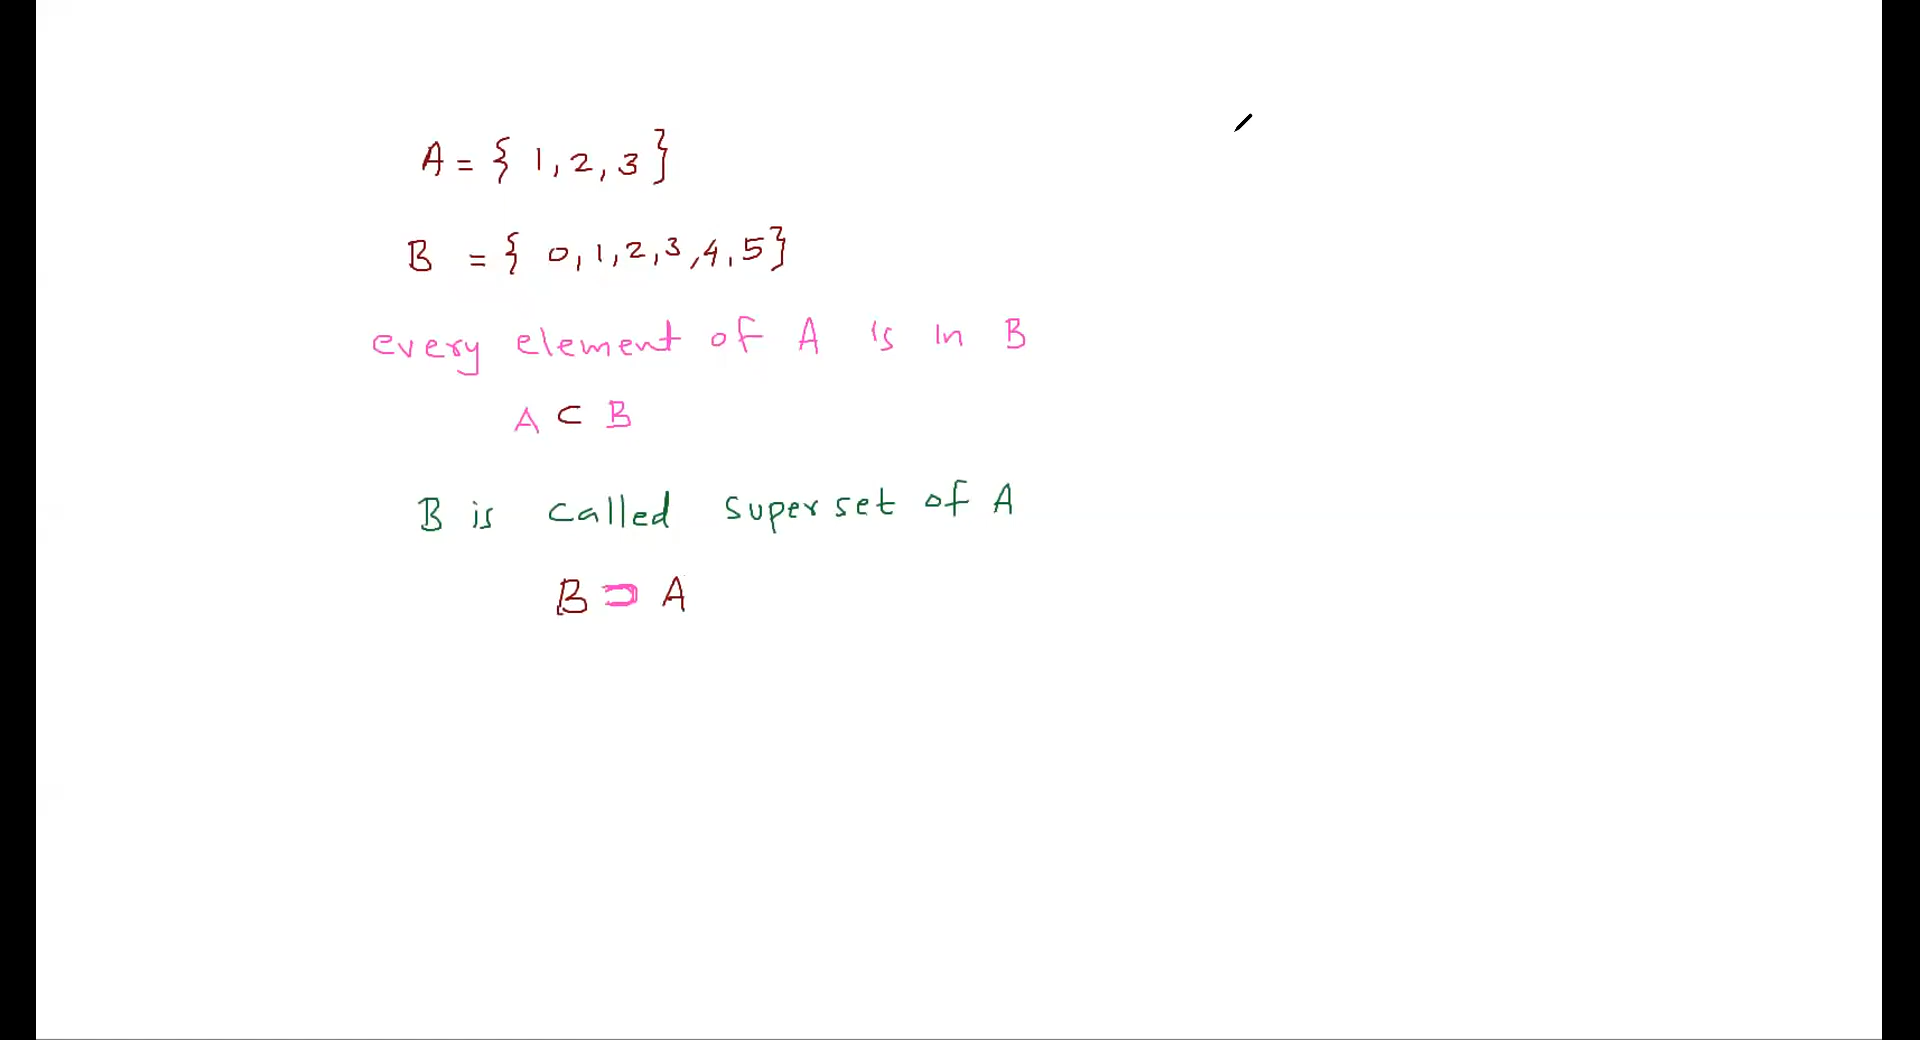 A = { 1, 2, 3 }
B = { 0, 1, 2, 3, 4, 5 }
every element of A is in B
A ⊂ B
B is called superset of A
B ⊃ A